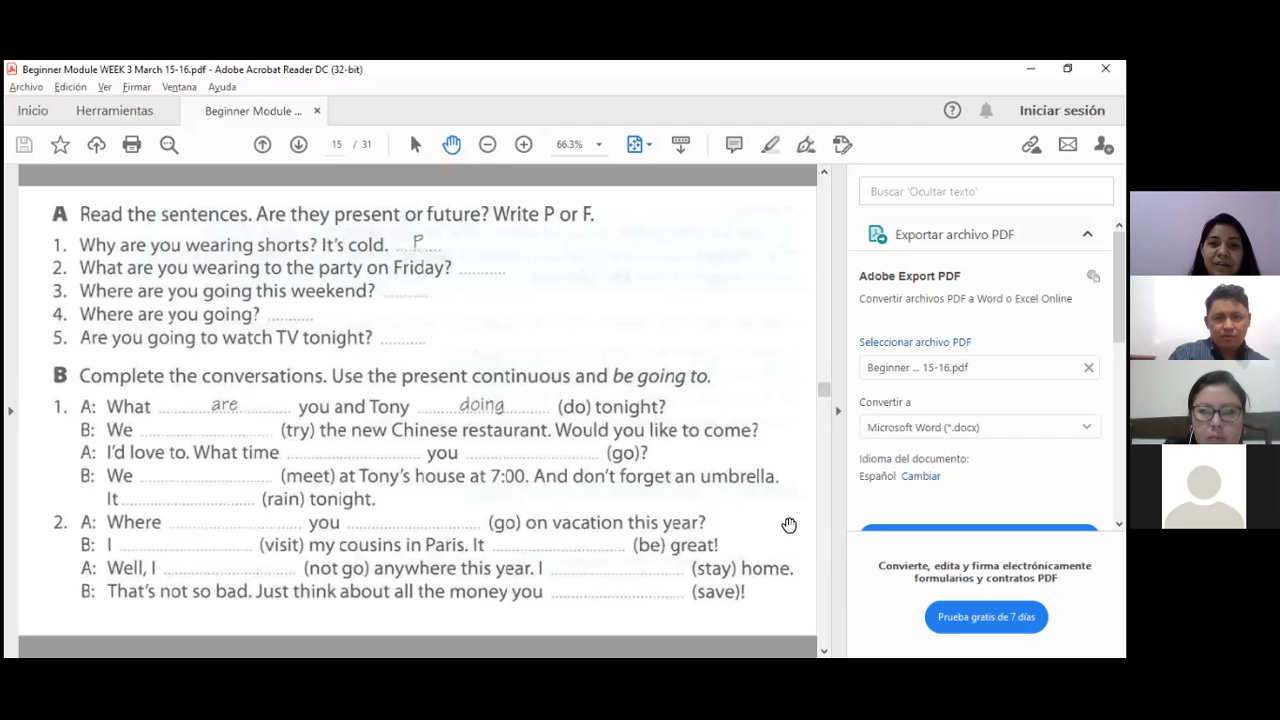 Beginner Module WEEK 3 March 15-16.pdf - Adobe Acrobat Reader DC (32-bit)
Archivo Edición Ver Firmar Ventana Ayuda
Inicio Herramientas Beginner Module ... × Iniciar sesión
15 / 31 66.3%
A Read the sentences. Are they present or future? Write P or F.
1. Why are you wearing shorts? It's cold. P
2. What are you wearing to the party on Friday? ..........
3. Where are you going this weekend? ..........
4. Where are you going? ..........
5. Are you going to watch TV tonight? ..........
B Complete the conversations. Use the present continuous and be going to.
1. A: What are you and Tony doing (do) tonight?
B: We .......... (try) the new Chinese restaurant. Would you like to come?
A: I'd love to. What time .......... you .......... (go)?
B: We .......... (meet) at Tony's house at 7:00. And don't forget an umbrella.
It .......... (rain) tonight.
2. A: Where .......... you .......... (go) on vacation this year?
B: I .......... (visit) my cousins in Paris. It .......... (be) great!
A: Well, I .......... (not go) anywhere this year. I .......... (stay) home.
B: That's not so bad. Just think about all the money you .......... (save)!
Buscar 'Ocultar texto'
Exportar archivo PDF
Adobe Export PDF
Convertir archivos PDF a Word o Excel Online
Seleccionar archivo PDF
Beginner ... 15-16.pdf
Convertir a
Microsoft Word (*.docx)
Idioma del documento:
Español Cambiar
Convierte, edita y firma electrónicamente
formularios y contratos PDF
Prueba gratis de 7 días